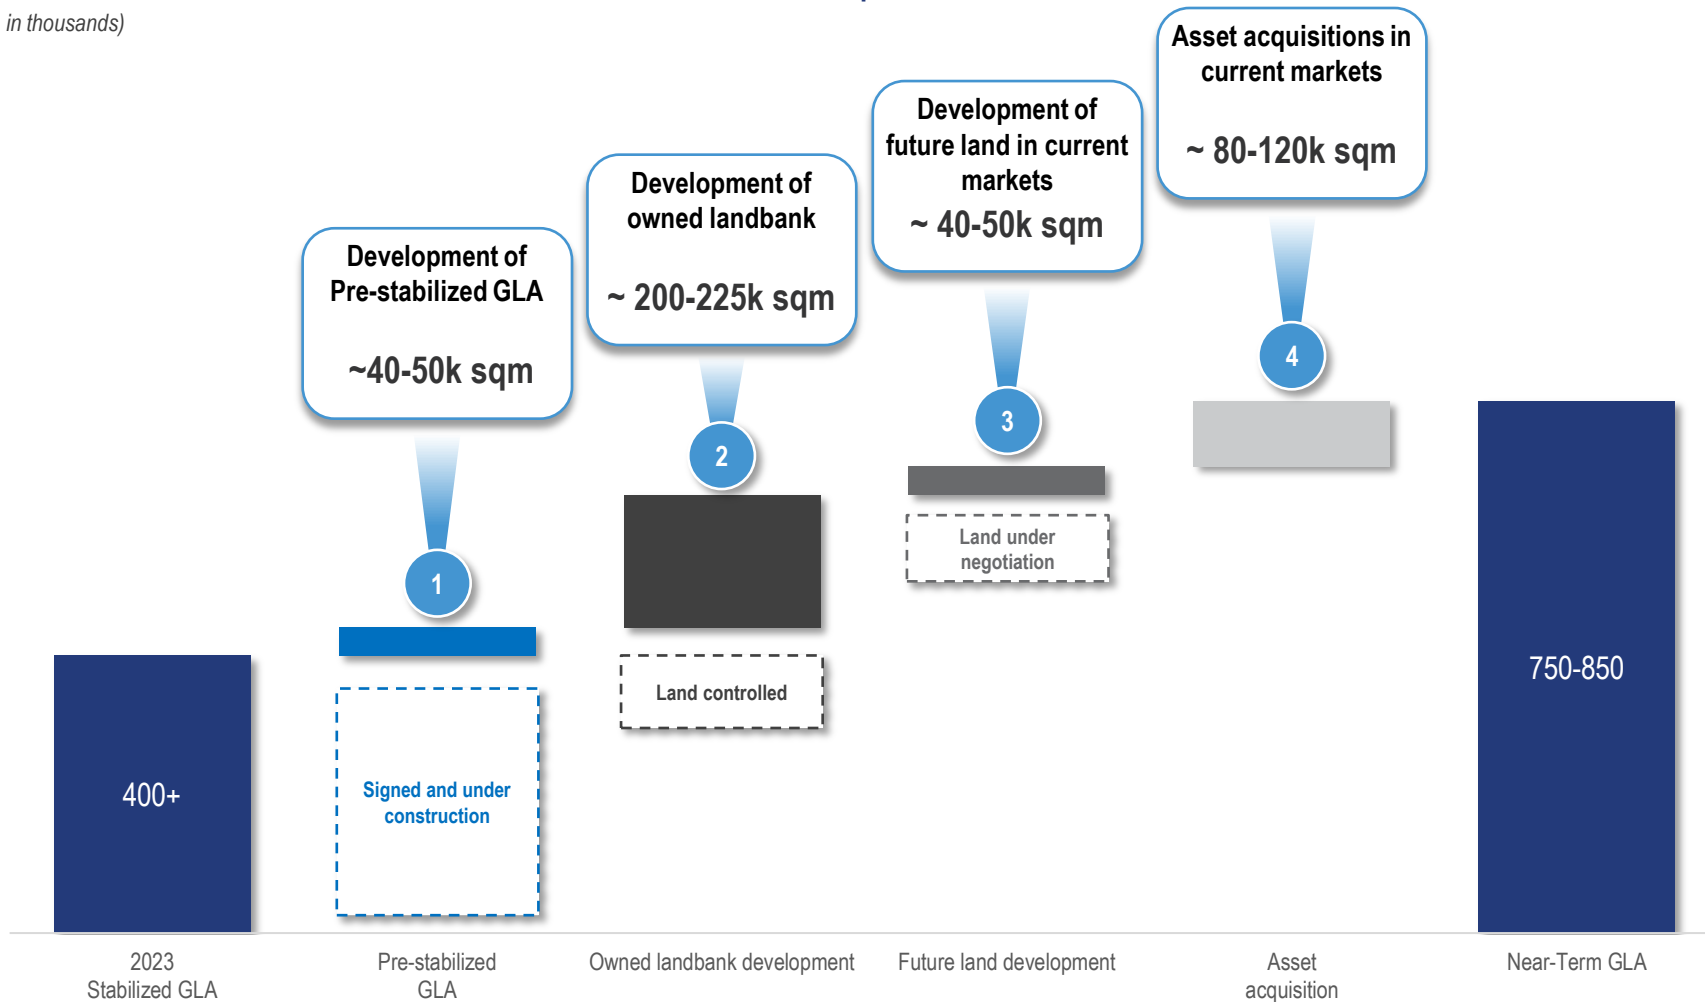 in thousands)
Asset acquisitions in
current markets
~ 80-120k sqm
Development of
future land in current
markets
~ 40-50k sqm
Development of
owned landbank
~ 200-225k sqm
Development of
Pre-stabilized GLA
~40-50k sqm
1
2
3
4
Land under
negotiation
Land controlled
Signed and under
construction
400+
750-850
2023
Stabilized GLA
Pre-stabilized
GLA
Owned landbank development
Future land development
Asset
acquisition
Near-Term GLA